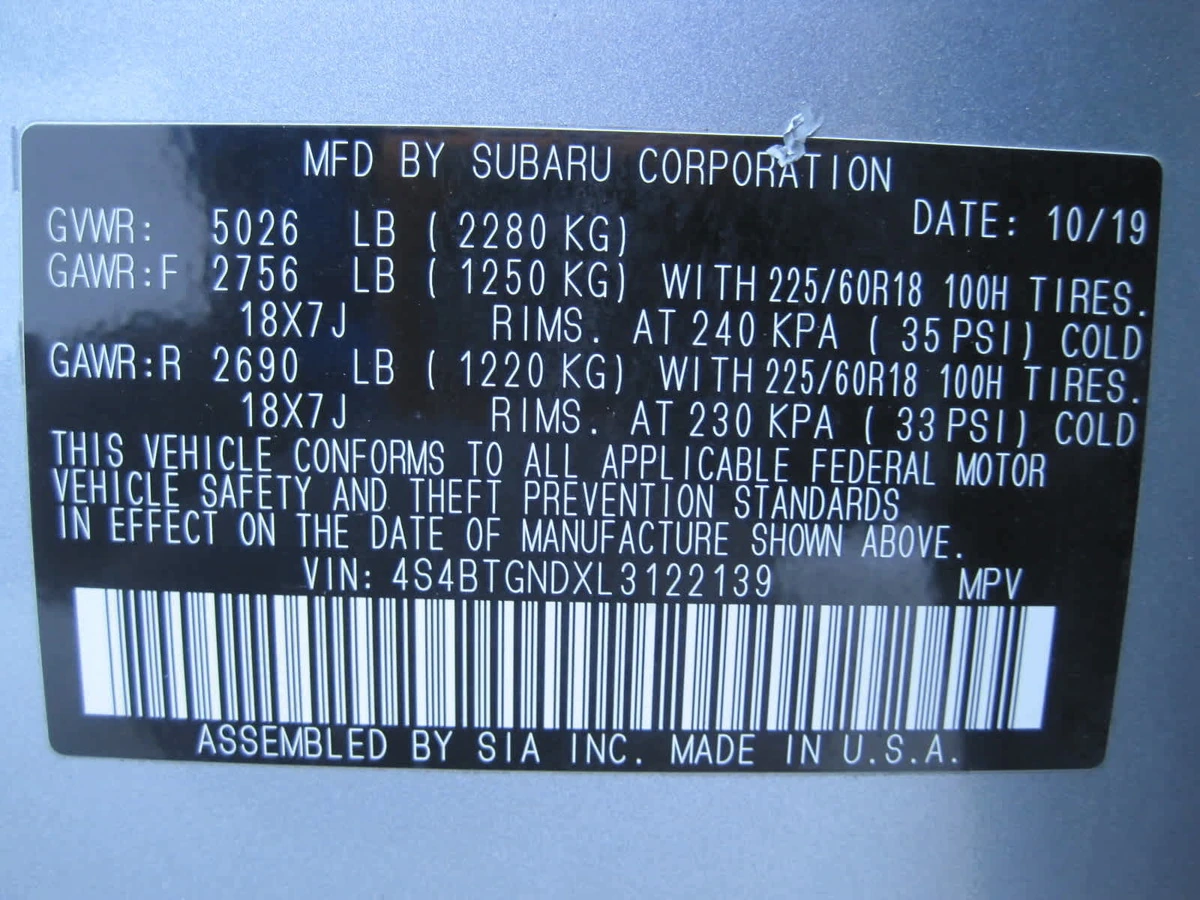 MFD BY SUBARU CORPORATION
DATE: 10/19
GVWR: 5026 LB ( 2280 KG)
GAWR:F 2756 LB ( 1250 KG) WITH 225/60R18 100H TIRES.
18X7J RIMS. AT 240 KPA ( 35 PSI) COLD
GAWR:R 2690 LB ( 1220 KG) WITH 225/60R18 100H TIRES.
18X7J RIMS. AT 230 KPA ( 33 PSI) COLD
THIS VEHICLE CONFORMS TO ALL APPLICABLE FEDERAL MOTOR
VEHICLE SAFETY AND THEFT PREVENTION STANDARDS
IN EFFECT ON THE DATE OF MANUFACTURE SHOWN ABOVE.
VIN: 4S4BTGNDXL3122139 MPV
ASSEMBLED BY SIA INC. MADE IN U.S.A.